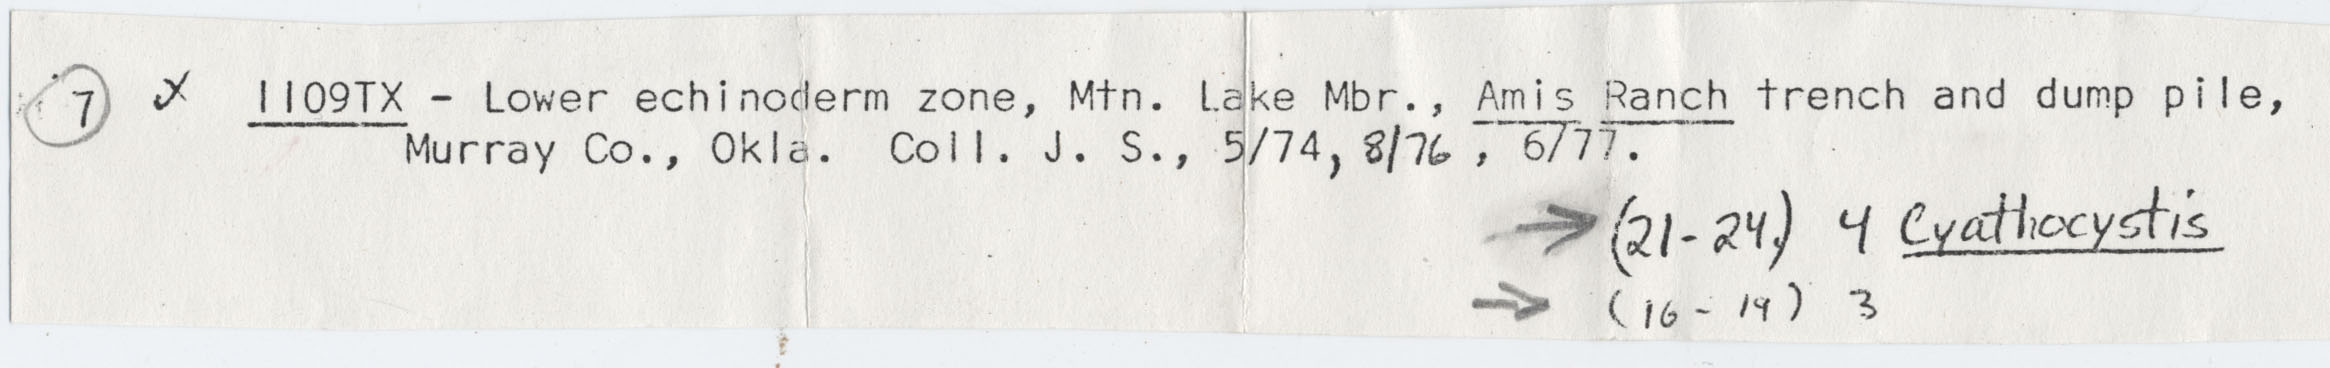 7 x 1109TX - Lower echinoderm zone, Mtn. Lake Mbr., Amis Ranch trench and dump pile,
Murray Co., Okla. Coll. J. S., 5/74, 8/76, 6/77.
→ (21-24) 4 Cyathocystis
→ (16-19) 3